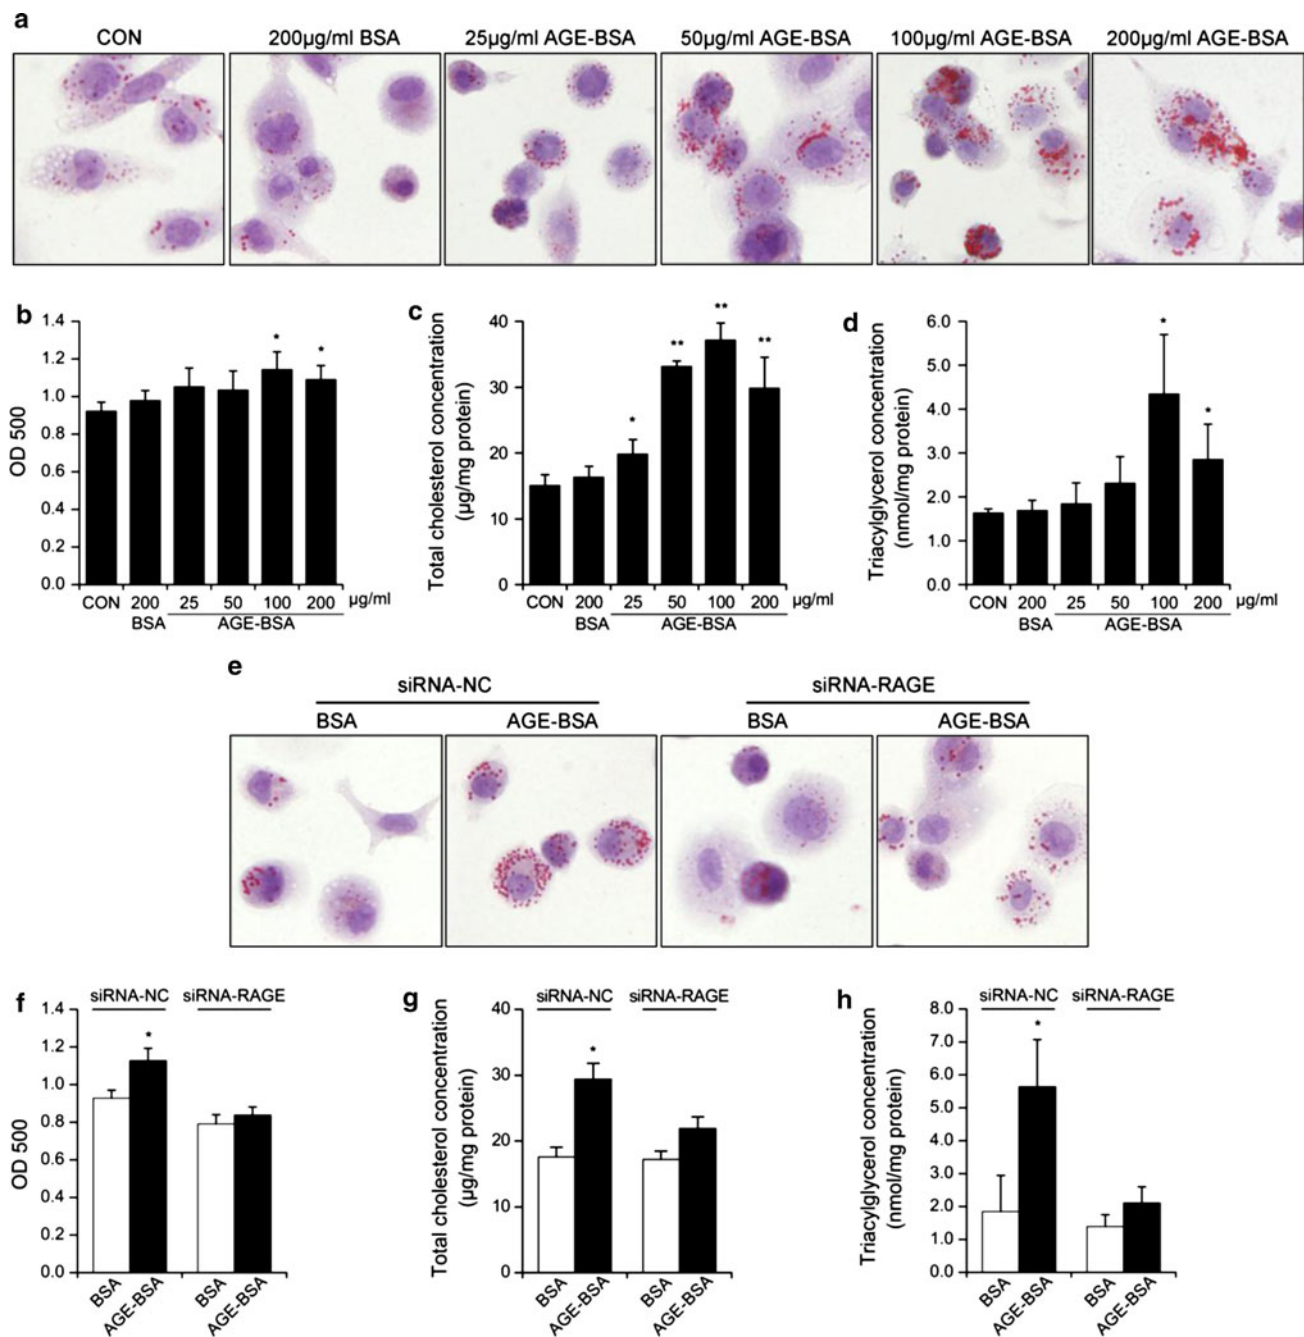 a
CON 200µg/ml BSA 25µg/ml AGE-BSA 50µg/ml AGE-BSA 100µg/ml AGE-BSA 200µg/ml AGE-BSA
b
OD 500
1.4
1.2
1.0
0.8
0.6
0.4
0.2
0.0
* *
CON 200 25 50 100 200 µg/ml
BSA AGE-BSA
c
Total cholesterol concentration
(µg/mg protein)
40
30
20
10
0
* ** ** **
CON 200 25 50 100 200 µg/ml
BSA AGE-BSA
d
Triacylglycerol concentration
(nmol/mg protein)
6.0
5.0
4.0
3.0
2.0
1.0
0.0
* *
CON 200 25 50 100 200 µg/ml
BSA AGE-BSA
e
siRNA-NC siRNA-RAGE
BSA AGE-BSA BSA AGE-BSA
f
siRNA-NC siRNA-RAGE
OD 500
1.4
1.2
1.0
0.8
0.6
0.4
0.2
0.0
*
BSA AGE-BSA BSA AGE-BSA
g
siRNA-NC siRNA-RAGE
Total cholesterol concentration
(µg/mg protein)
40
30
20
10
0
*
BSA AGE-BSA BSA AGE-BSA
h
siRNA-NC siRNA-RAGE
Triacylglycerol concentration
(nmol/mg protein)
8.0
7.0
6.0
5.0
4.0
3.0
2.0
1.0
0.0
*
BSA AGE-BSA BSA AGE-BSA